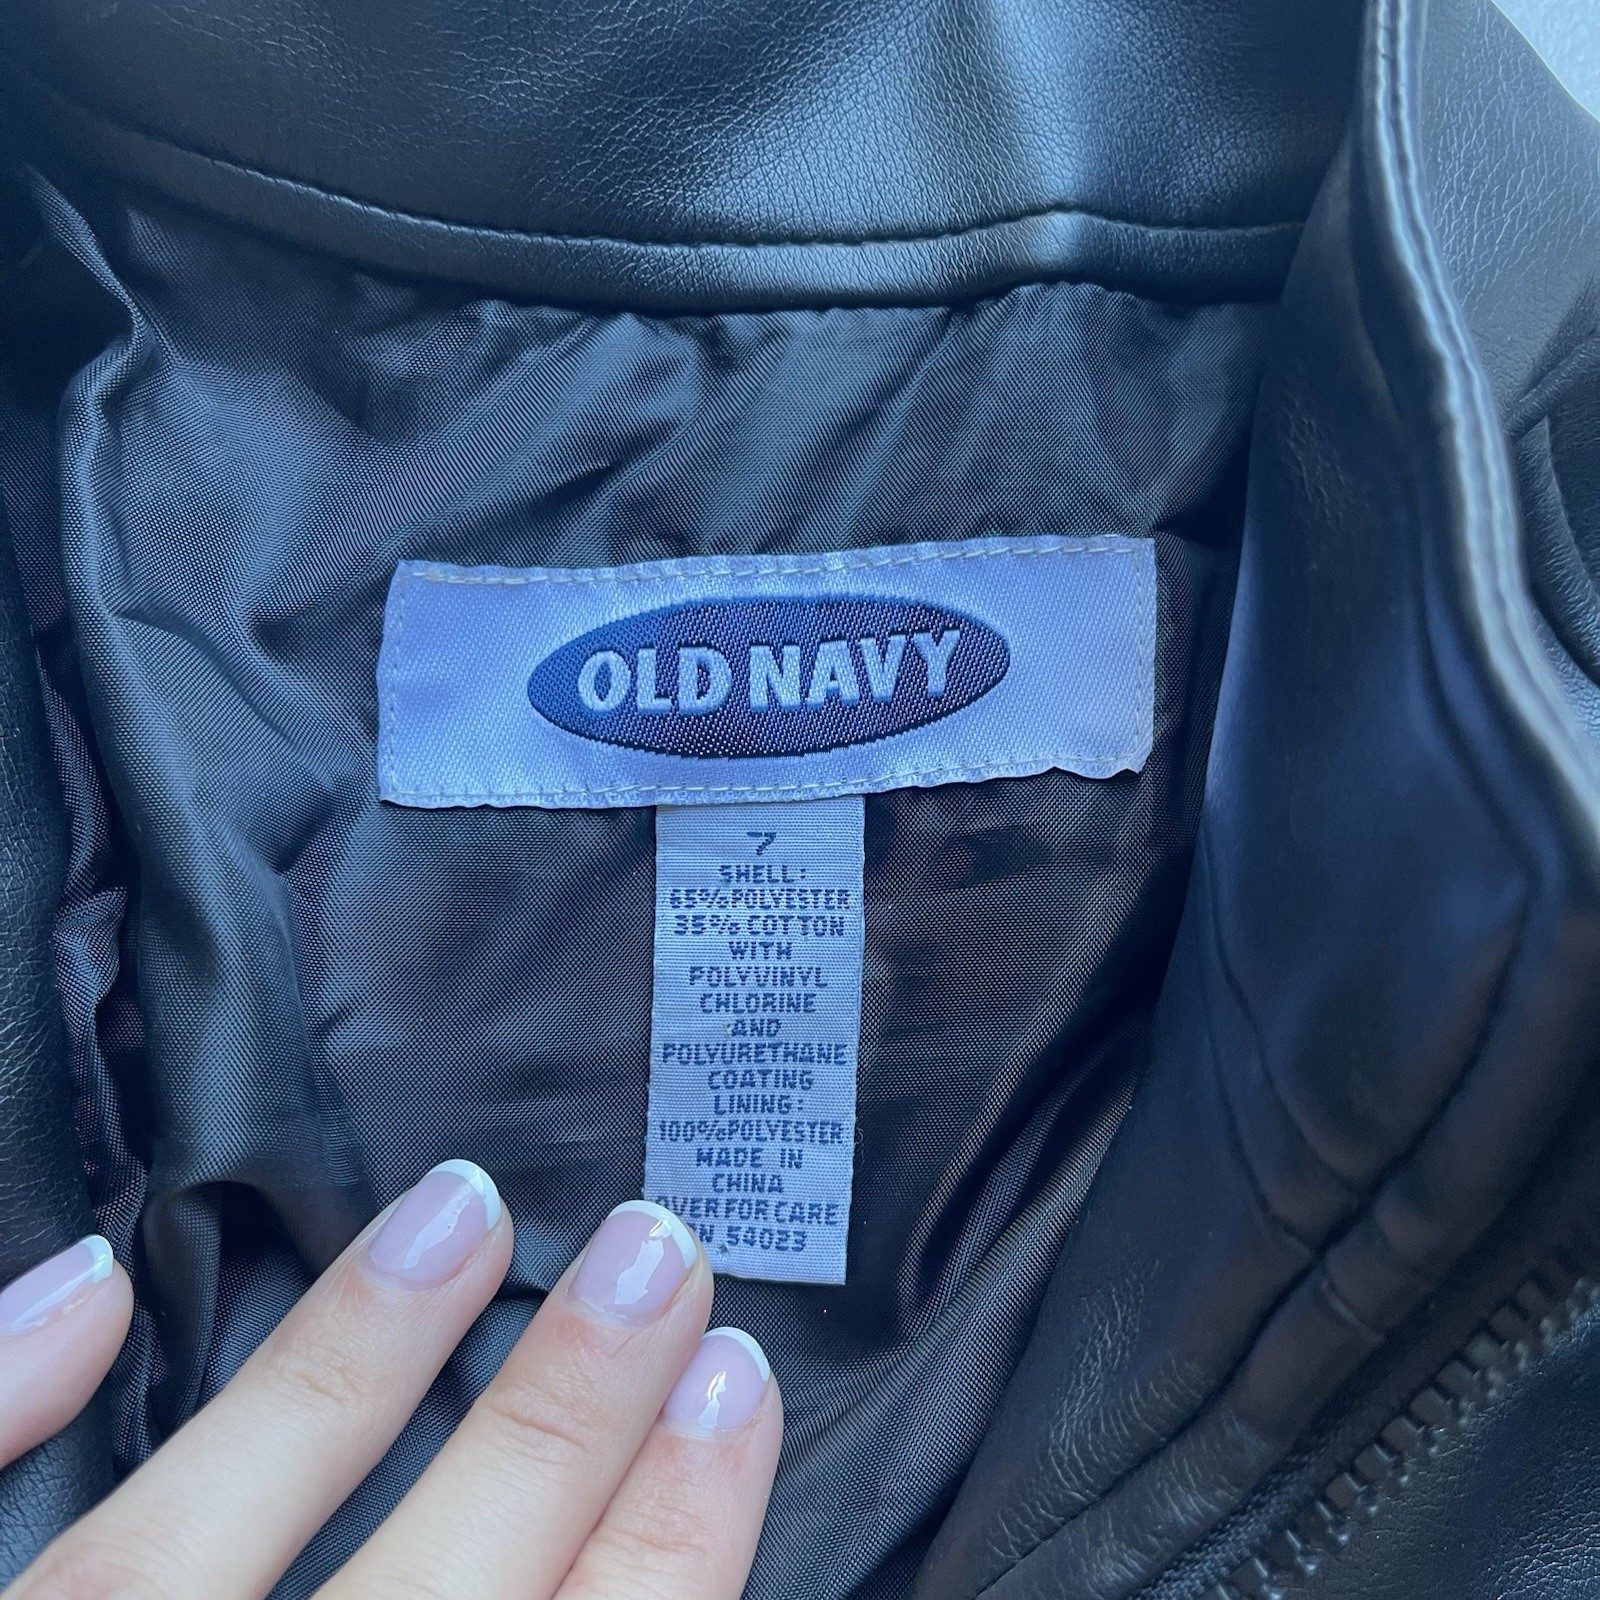 OLD NAVY
7
SHELL:
65%POLYESTER
35% COTTON
WITH
POLYVINYL
CHLORINE
AND
POLYURETHANE
COATING
LINING:
100%POLYESTER
MADE IN
CHINA
OVER FOR CARE
N 54023